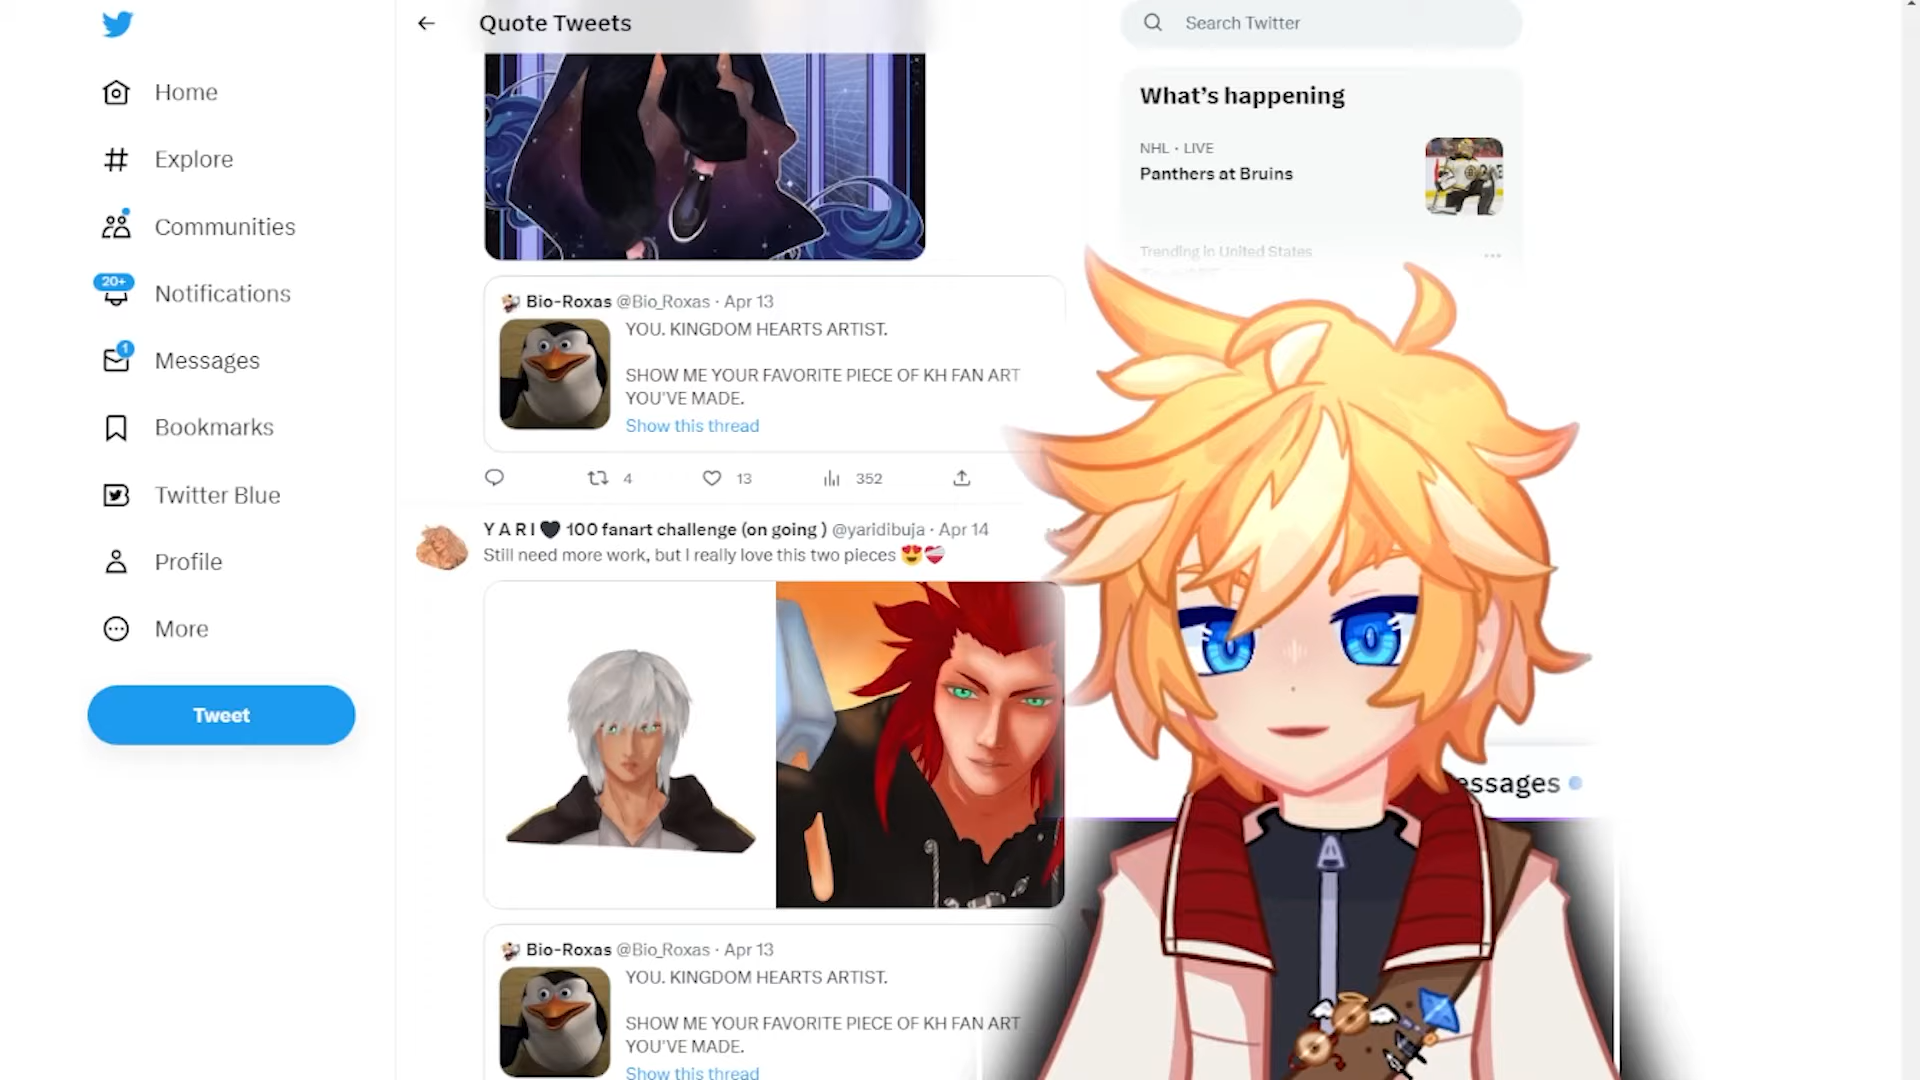 Home
Explore
Communities
20+
Notifications
1
Messages
Bookmarks
Twitter Blue
Profile
More
Tweet
Quote Tweets
Bio-Roxas @Bio_Roxas · Apr 13
YOU. KINGDOM HEARTS ARTIST.
SHOW ME YOUR FAVORITE PIECE OF KH FAN ART
YOU'VE MADE.
Show this thread
4
13
352
Y A R I🖤 100 fanart challenge (on going ) @yaridibuja · Apr 14
Still need more work, but I really love this two pieces 😍❤️‍🩹
Bio-Roxas @Bio_Roxas · Apr 13
YOU. KINGDOM HEARTS ARTIST.
SHOW ME YOUR FAVORITE PIECE OF KH FAN ART
YOU'VE MADE.
Show this thread
Search Twitter
What's happening
NHL · LIVE
Panthers at Bruins
Trending in United States
essages